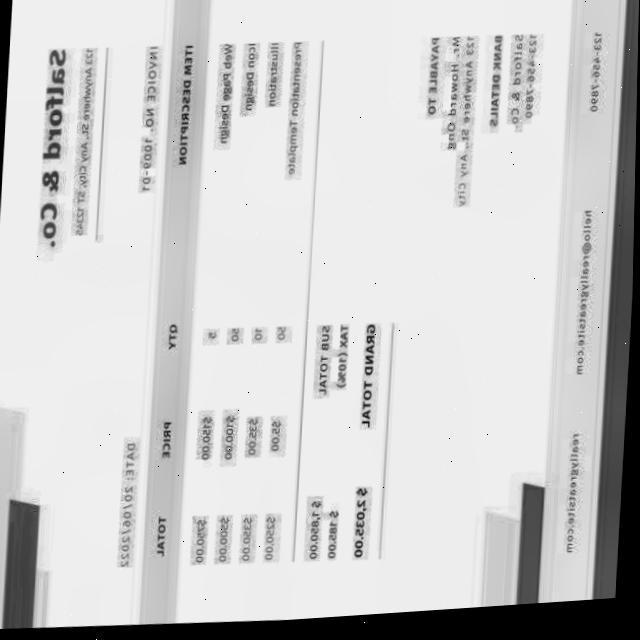 Salford & Co.
123 Anywhere St., Any City, ST 12345
INVOICE NO. 1009-01 DATE: 20/06/2022
ITEM DESCRIPTION QTY PRICE TOTAL
Web Page Design 5 $150.00 $750.00
Icon Design 50 $100.00 $500.00
Illustration 10 $35.00 $350.00
Presentation Template 50 $5.00 $250.00
SUB TOTAL $ 1,850.00
TAX (10%) $ 185.00
GRAND TOTAL $ 2,035.00
PAYABLE TO
Mr. Howard Ong
123 Anywhere St., Any City
BANK DETAILS
Salford & Co.
123-456-7890
123-456-7890 hello@reallygreatsite.com reallygreatsite.com